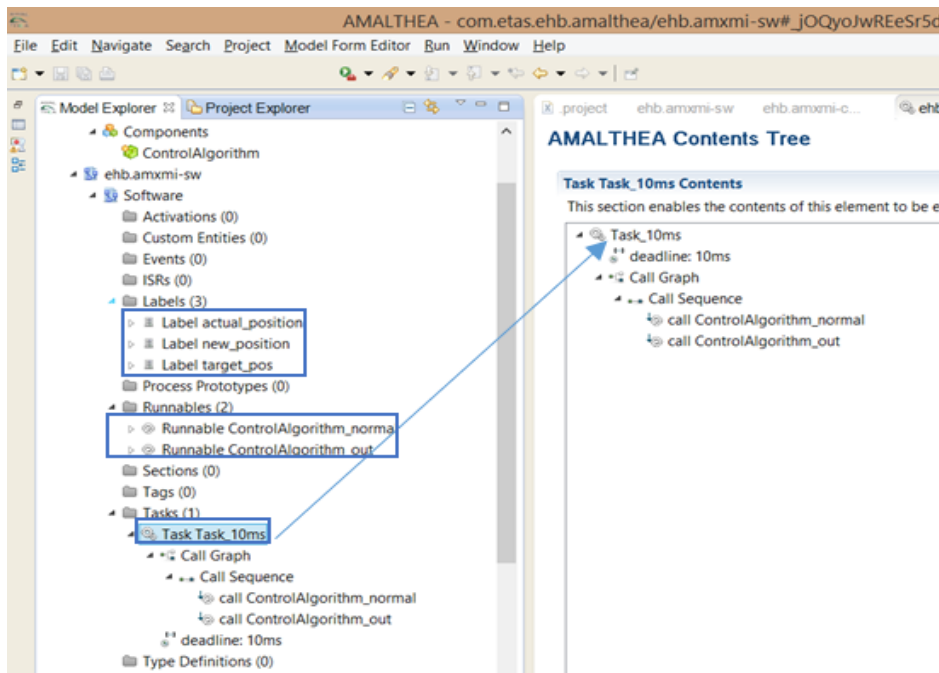 AMALTHEA - com.etas.ehb.amalthea/ehb.amxmi-sw#_jOQyoJwREeSr5c
File Edit Navigate Search Project Model Form Editor Run Window Help
Model Explorer Project Explorer
Components
ControlAlgorithm
ehb.amxmi-sw
Software
Activations (0)
Custom Entities (0)
Events (0)
ISRs (0)
Labels (3)
Label actual_position
Label new_position
Label target_pos
Process Prototypes (0)
Runnables (2)
Runnable ControlAlgorithm_norma
Runnable ControlAlgorithm_out
Sections (0)
Tags (0)
Tasks (1)
Task Task_10ms
Call Graph
Call Sequence
call ControlAlgorithm_normal
call ControlAlgorithm_out
deadline: 10ms
Type Definitions (0)
.project ehb.amxmi-sw ehb.amxmi-c... ehb
AMALTHEA Contents Tree
Task Task_10ms Contents
This section enables the contents of this element to be e
Task_10ms
deadline: 10ms
Call Graph
Call Sequence
call ControlAlgorithm_normal
call ControlAlgorithm_out